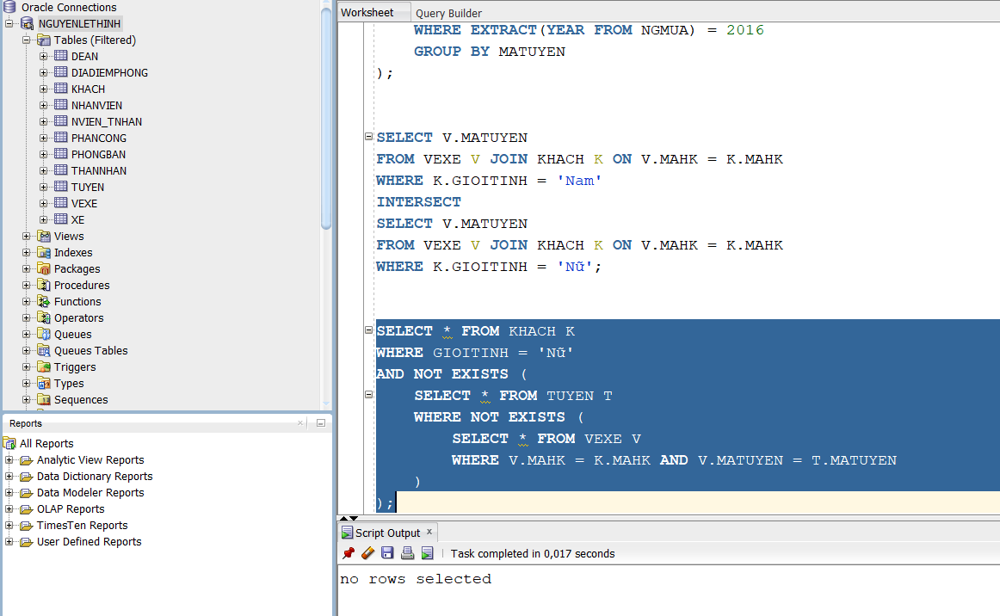 Oracle Connections
NGUYENLETHINH
Tables (Filtered)
DEAN
DIADIEMPHONG
KHACH
NHANVIEN
NVIEN_TNHAN
PHANCONG
PHONGBAN
THANNHAN
TUYEN
VEXE
XE
Views
Indexes
Packages
Procedures
Functions
Operators
Queues
Queues Tables
Triggers
Types
Sequences
Reports
All Reports
Analytic View Reports
Data Dictionary Reports
Data Modeler Reports
OLAP Reports
TimesTen Reports
User Defined Reports
Worksheet Query Builder
WHERE EXTRACT(YEAR FROM NGMUA) = 2016
GROUP BY MATUYEN
);
SELECT V.MATUYEN
FROM VEXE V JOIN KHACH K ON V.MAHK = K.MAHK
WHERE K.GIOITINH = 'Nam'
INTERSECT
SELECT V.MATUYEN
FROM VEXE V JOIN KHACH K ON V.MAHK = K.MAHK
WHERE K.GIOITINH = 'Nữ';
SELECT * FROM KHACH K
WHERE GIOITINH = 'Nữ'
AND NOT EXISTS (
SELECT * FROM TUYEN T
WHERE NOT EXISTS (
SELECT * FROM VEXE V
WHERE V.MAHK = K.MAHK AND V.MATUYEN = T.MATUYEN
)
);
Script Output x
Task completed in 0,017 seconds
no rows selected